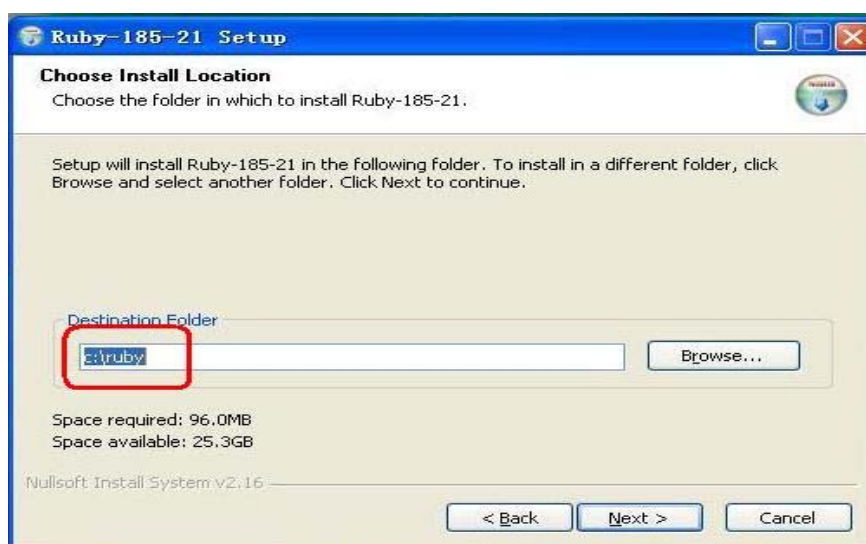 Ruby-185-21 Setup
Choose Install Location
Choose the folder in which to install Ruby-185-21.
Setup will install Ruby-185-21 in the following folder. To install in a different folder, click
Browse and select another folder. Click Next to continue.
Destination Folder
c:\ruby
Browse...
Space required: 96.0MB
Space available: 25.3GB
Nullsoft Install System v2.16
< Back
Next >
Cancel